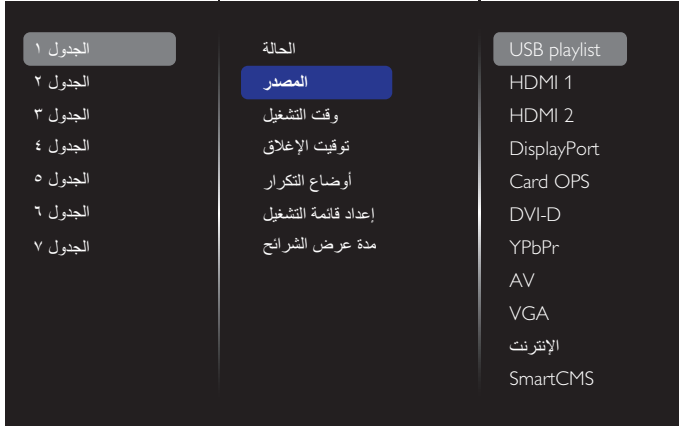 الجدول ١
الجدول ٢
الجدول ٣
الجدول ٤
الجدول ٥
الجدول ٦
الجدول ٧
الحالة
المصدر
وقت التشغيل
توقيت الإغلاق
أوضاع التكرار
إعداد قائمة التشغيل
مدة عرض الشرائح
USB playlist
HDMI 1
HDMI 2
DisplayPort
Card OPS
DVI-D
YPbPr
AV
VGA
الإنترنت
SmartCMS